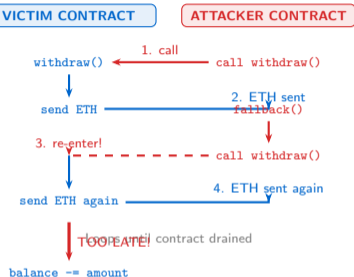 VICTIM CONTRACT
ATTACKER CONTRACT
1. call
withdraw()
call withdraw()
2. ETH sent
send ETH
fallback()
3. re-enter!
call withdraw()
4. ETH sent again
send ETH again
Loops until contract drained
TOO LATE!
balance -= amount